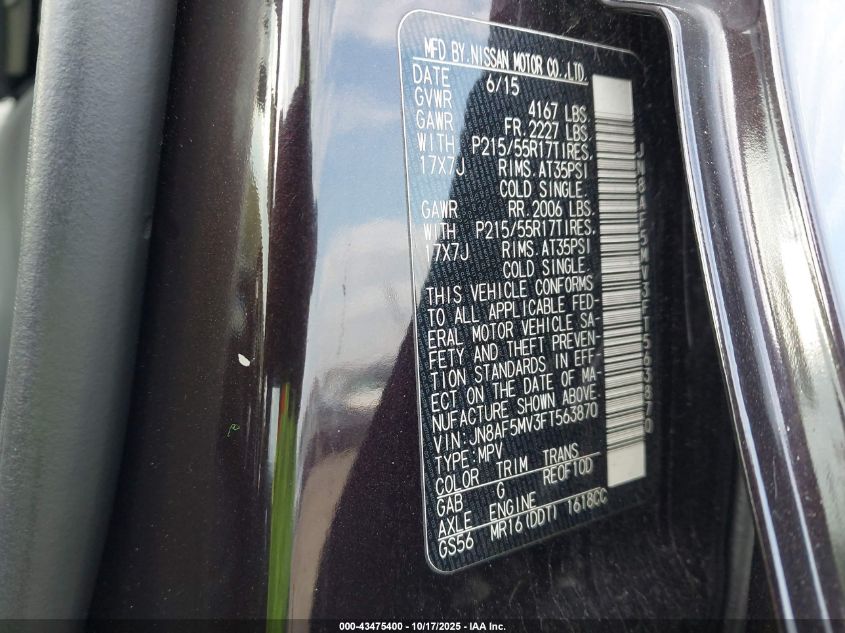 MFD BY.NISSAN MOTOR CO.,LTD.
DATE 6/15
GVWR 4167 LBS.
GAWR FR. 2227 LBS.
WITH P215/55R17TIRES,
17X7J RIMS. AT35PSI
COLD SINGLE.
GAWR RR. 2006 LBS.
WITH P215/55R17TIRES,
17X7J RIMS. AT35PSI
COLD SINGLE.
THIS VEHICLE CONFORMS
TO ALL APPLICABLE FED-
ERAL MOTOR VEHICLE SA-
FETY AND THEFT PREVEN-
TION STANDARDS IN EFF-
ECT ON THE DATE OF MA-
NUFACTURE SHOWN ABOVE.
VIN:JN8AF5MV3FT563870
TYPE:MPV
COLOR TRIM TRANS
GAB G RE0F10D
AXLE ENGINE
GS56 MR16(DDT) 1618CC
JN8AF5MV3FT563870
000-43475400 - 10/17/2025 - IAA Inc.